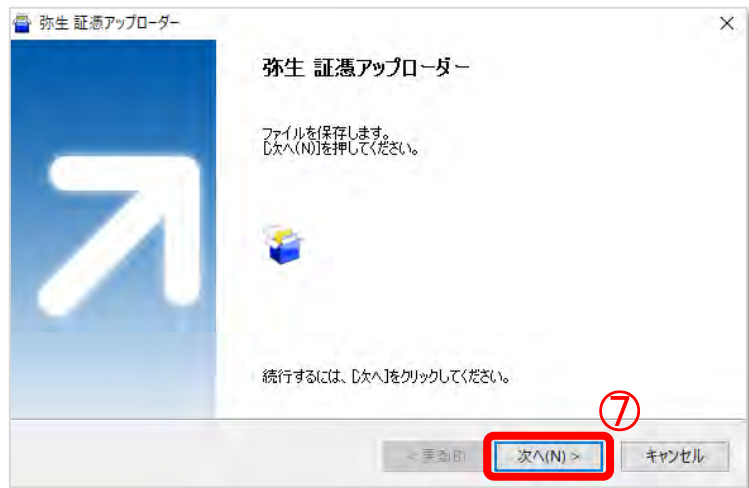 弥生 証憑アップローダー
弥生 証憑アップローダー
ファイルを保存します。
[次へ(N)]を押してください。
続行するには、[次へ]をクリックしてください。
⑦
< 戻る(B) 次へ(N) > キャンセル